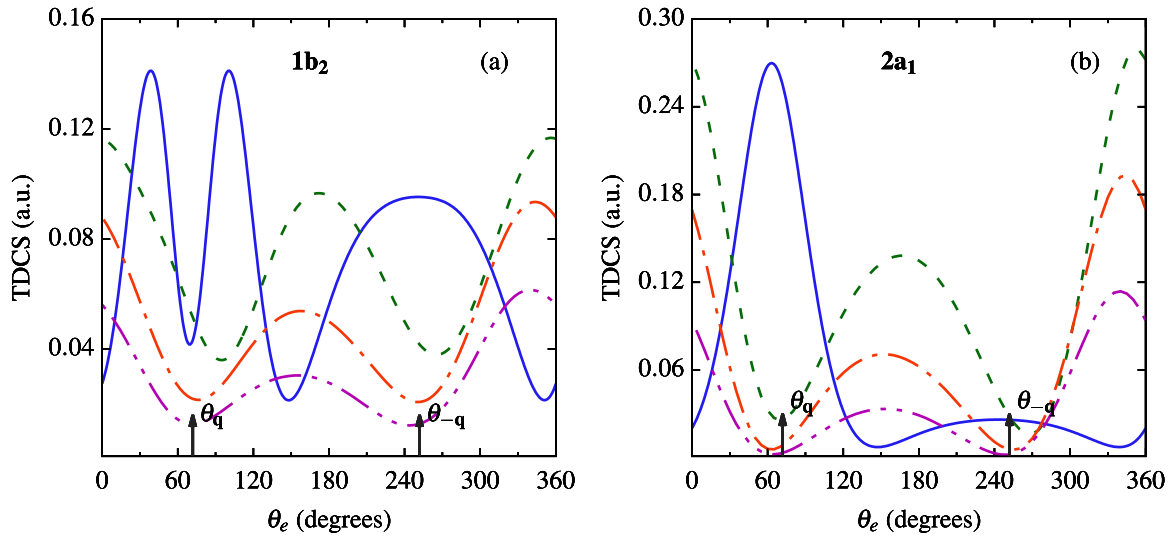 0.16
0.12
0.08
0.04
TDCS (a.u.)
1b₂
(a)
θq
θ−q
0 60 120 180 240 300 360
θe (degrees)
0.30
0.24
0.18
0.12
0.06
TDCS (a.u.)
2a₁
(b)
θq
θ−q
0 60 120 180 240 300 360
θe (degrees)